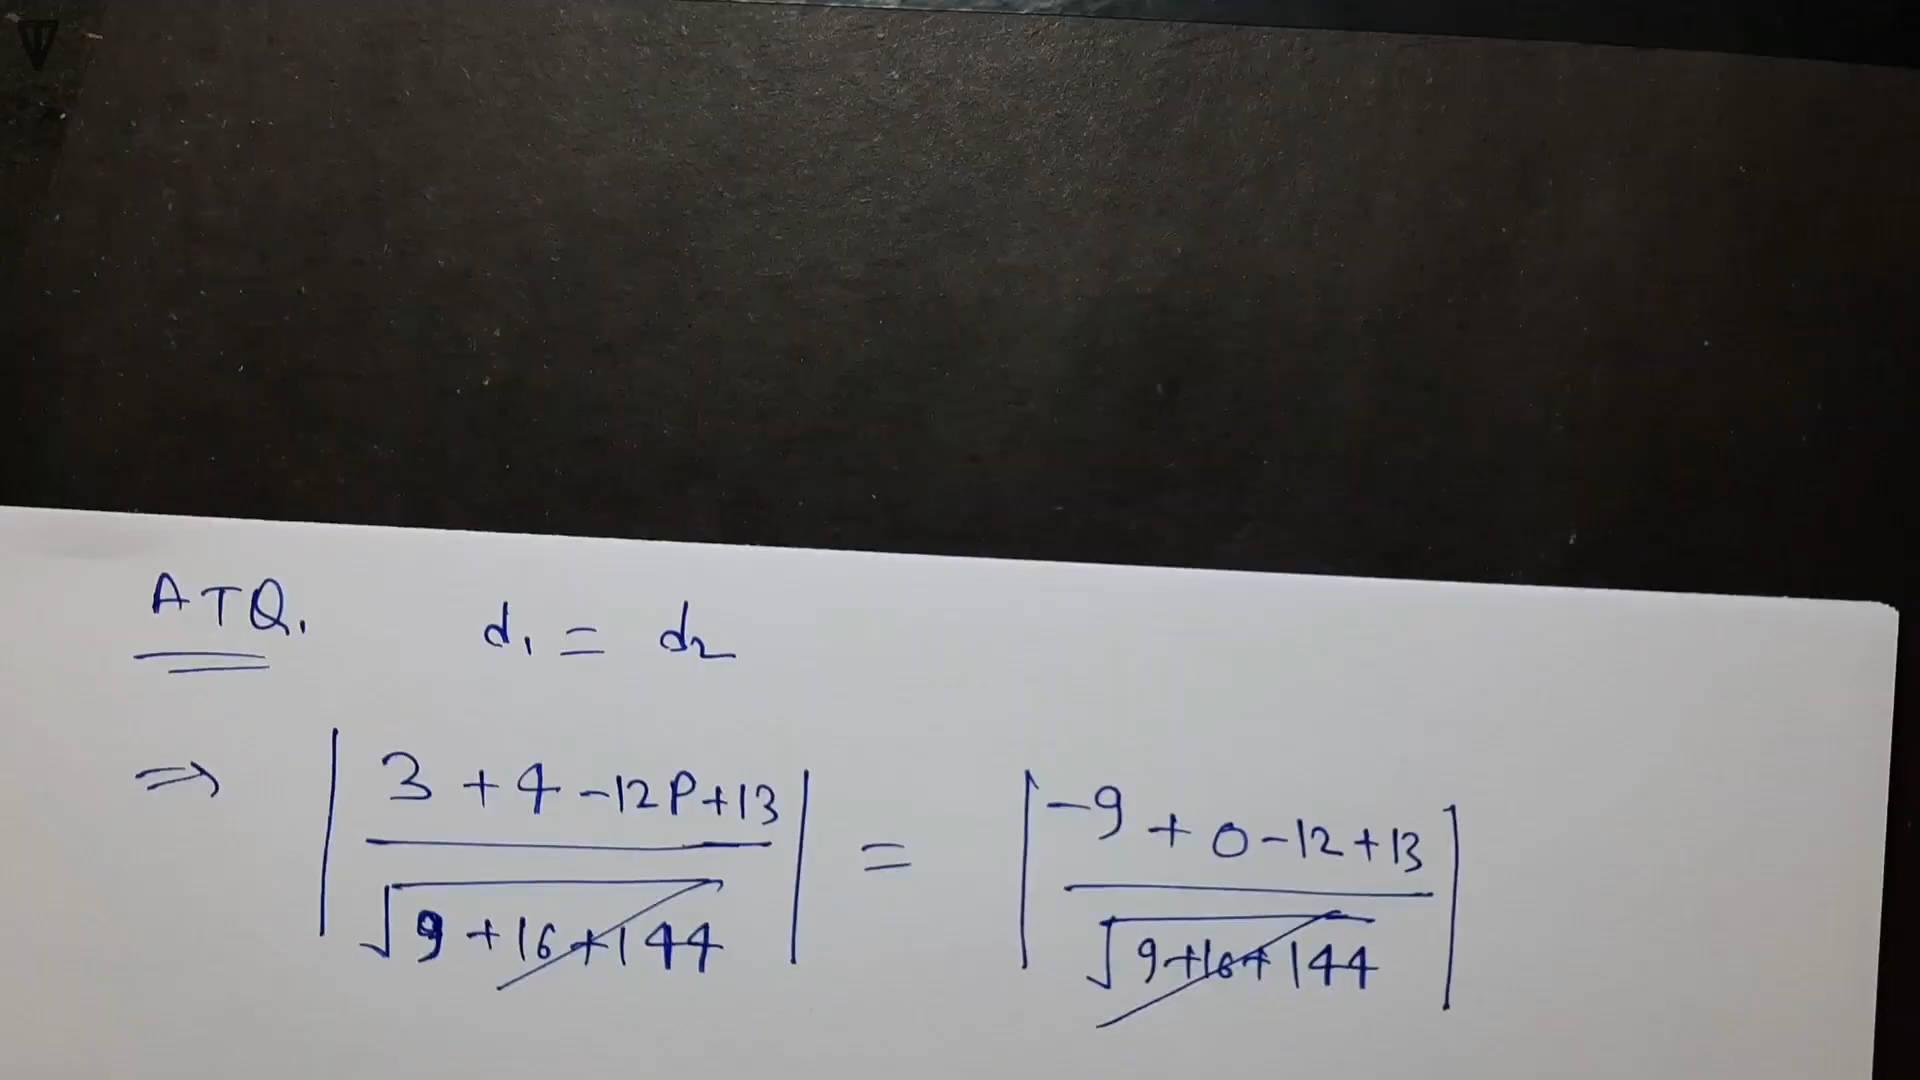 ATQ. d₁ = d₂
⇒ | 3 + 4 - 12P + 13 / √9 + 16 + 144 | = | -9 + 0 - 12 + 13 / √9 + 16 + 144 |